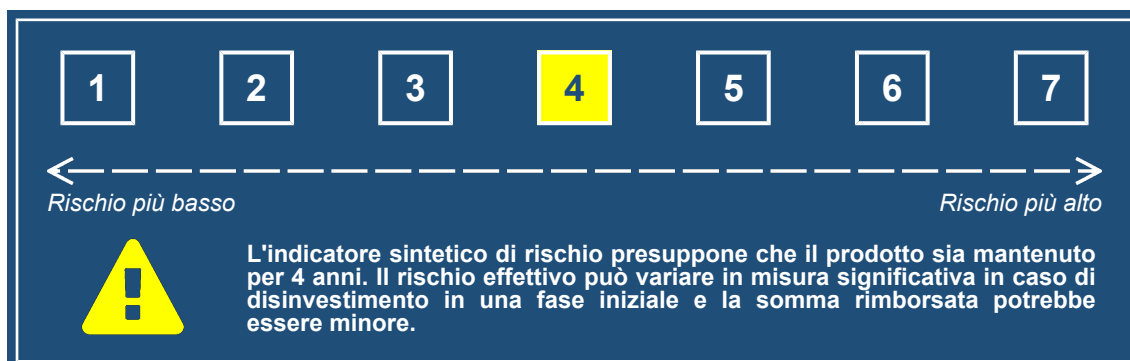 1 2 3 4 5 6 7
Rischio più basso Rischio più alto
L'indicatore sintetico di rischio presuppone che il prodotto sia mantenuto
per 4 anni. Il rischio effettivo può variare in misura significativa in caso di
disinvestimento in una fase iniziale e la somma rimborsata potrebbe
essere minore.